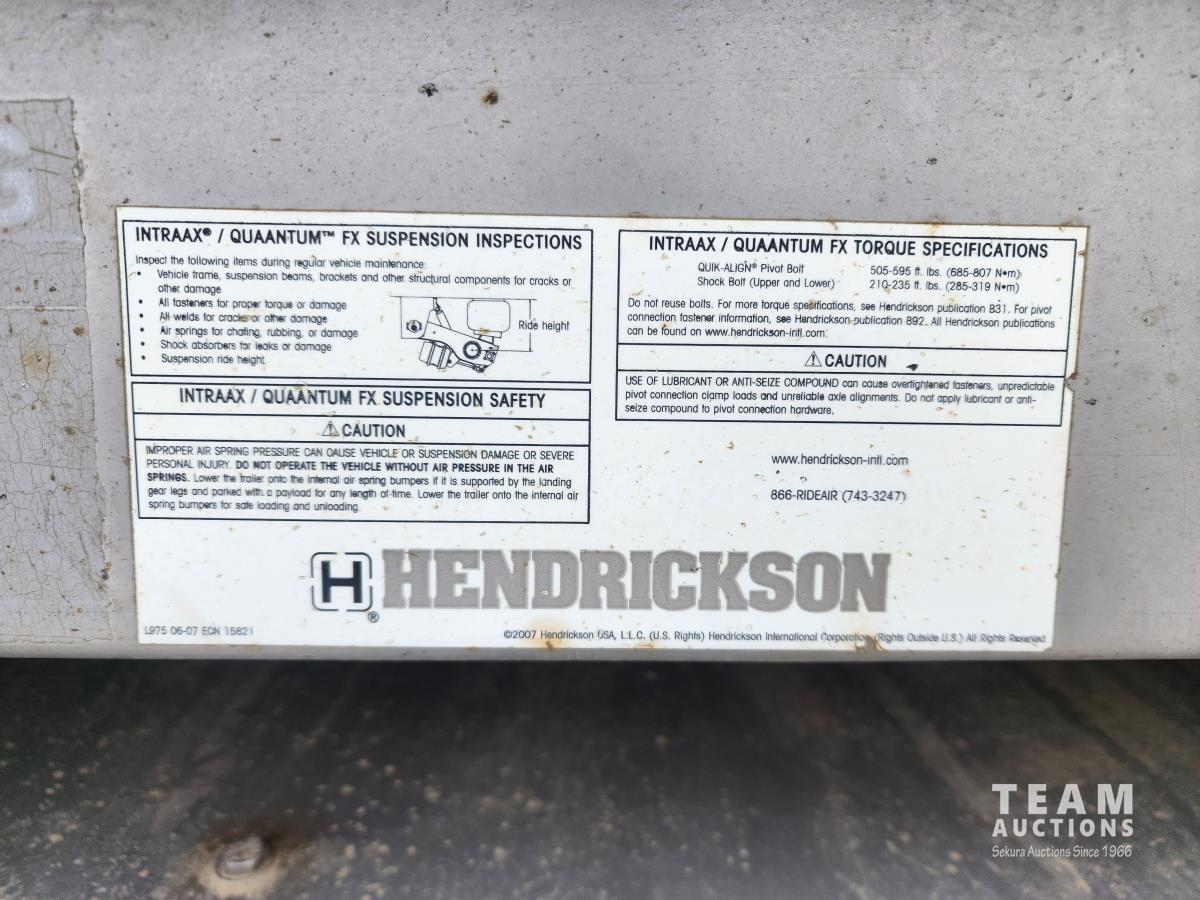 INTRAAX® / QUAANTUM™ FX SUSPENSION INSPECTIONS
Inspect the following items during regular vehicle maintenance:
• Vehicle frame, suspension beams, brackets and other structural components for cracks or
other damage
• All fasteners for proper torque or damage
• All welds for cracks or other damage
• Air springs for chafing, rubbing, or damage
• Shock absorbers for leaks or damage
• Suspension ride height
Ride height
INTRAAX / QUAANTUM FX SUSPENSION SAFETY
⚠ CAUTION
IMPROPER AIR SPRING PRESSURE CAN CAUSE VEHICLE OR SUSPENSION DAMAGE OR SEVERE
PERSONAL INJURY. DO NOT OPERATE THE VEHICLE WITHOUT AIR PRESSURE IN THE AIR
SPRINGS. Lower the trailer onto the internal air spring bumpers if it is supported by the landing
gear legs and parked with a payload for any length of time. Lower the trailer onto the internal air
spring bumpers for safe loading and unloading.
INTRAAX / QUAANTUM FX TORQUE SPECIFICATIONS
QUIK-ALIGN® Pivot Bolt 505-595 ft. lbs. (685-807 N•m)
Shock Bolt (Upper and Lower) 210-235 ft. lbs. (285-319 N•m)
Do not reuse bolts. For more torque specifications, see Hendrickson publication B31. For pivot
connection fastener information, see Hendrickson publication B92. All Hendrickson publications
can be found on www.hendrickson-intl.com.
⚠ CAUTION
USE OF LUBRICANT OR ANTI-SEIZE COMPOUND can cause overtightened fasteners, unpredictable
pivot connection clamp loads and unreliable axle alignments. Do not apply lubricant or anti-
seize compound to pivot connection hardware.
www.hendrickson-intl.com
866-RIDEAIR (743-3247)
H® HENDRICKSON
L975 06-07 ECN 15821
©2007 Hendrickson USA, L.L.C. (U.S. Rights) Hendrickson International Corporation (Rights Outside U.S.) All Rights Reserved
TEAM
AUCTIONS
Sekura Auctions Since 1966